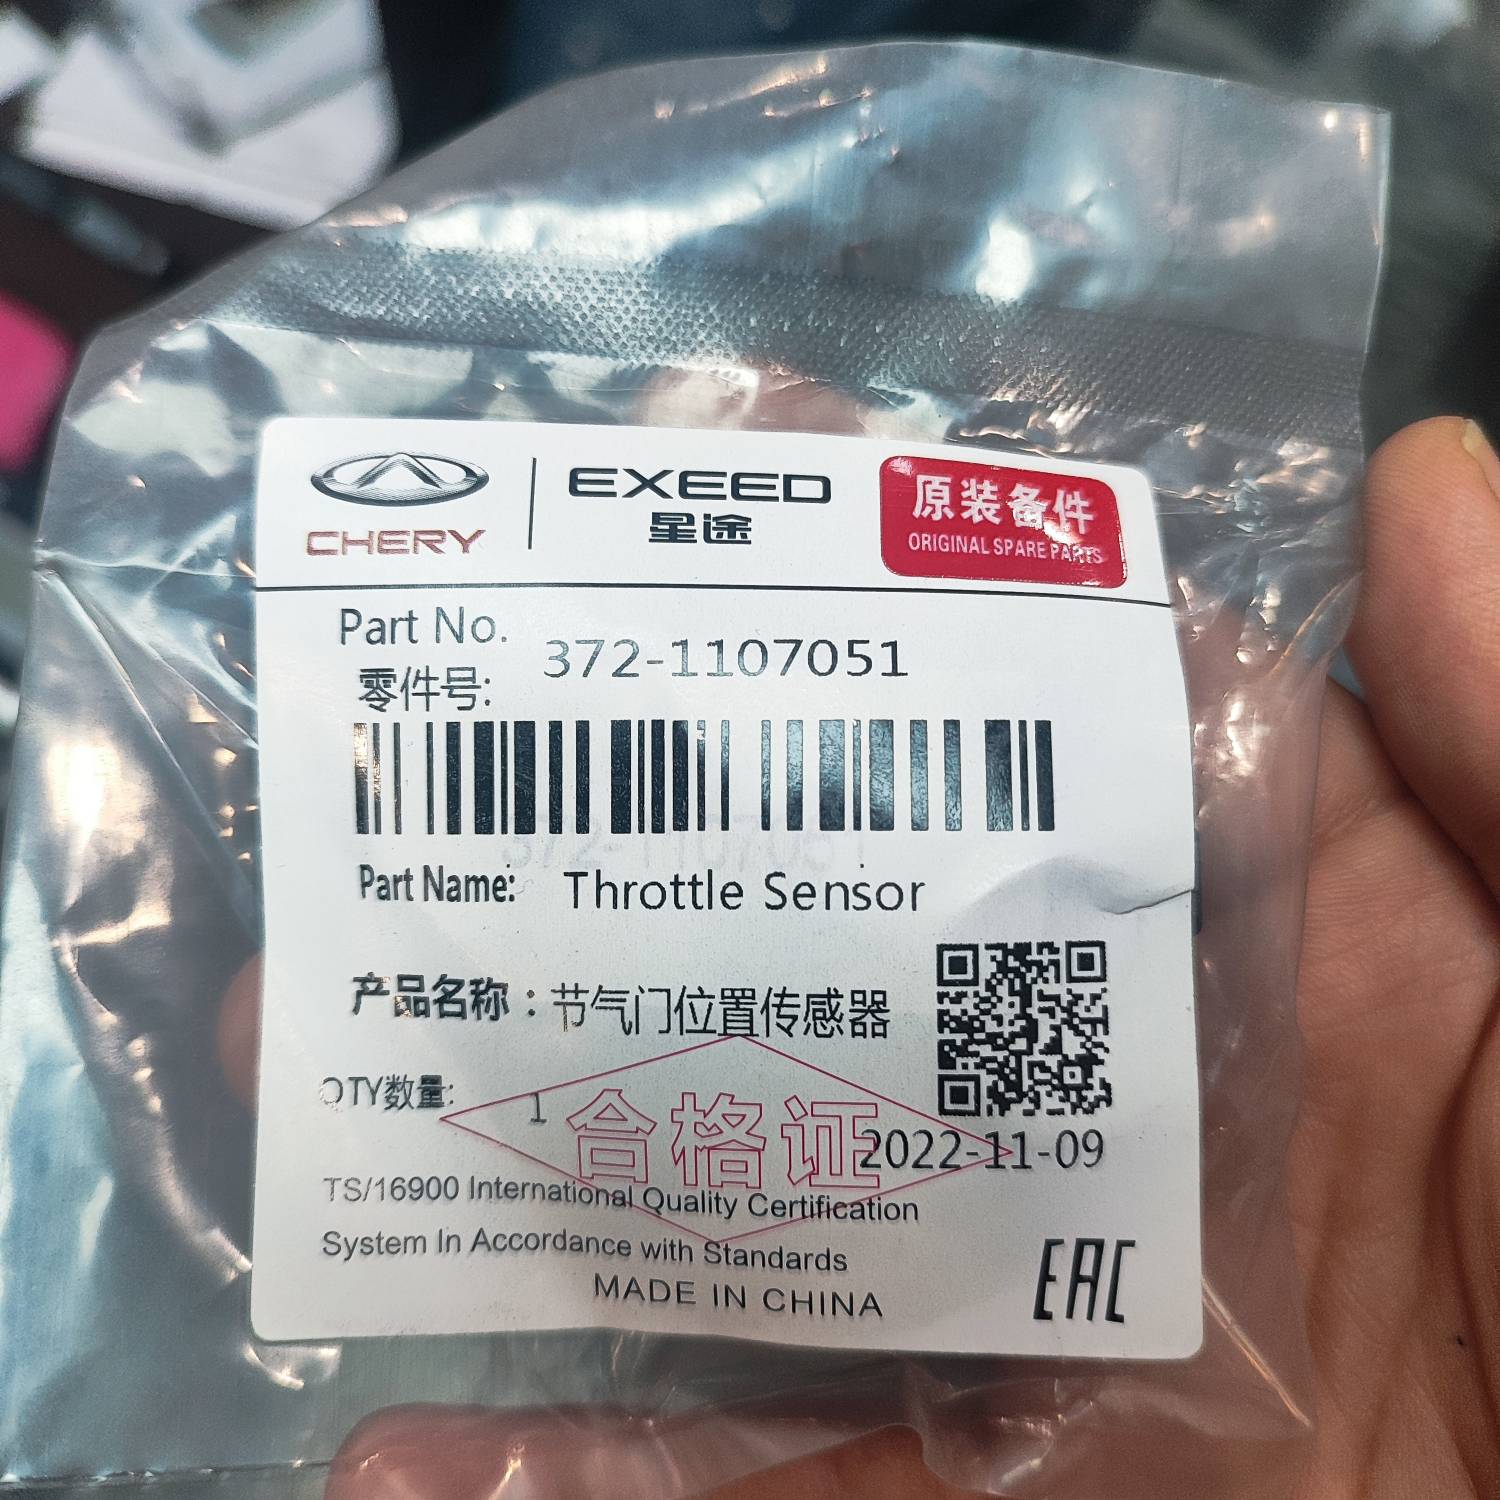 CHERY
EXEED
星途
原装备件
ORIGINAL SPARE PARTS
Part No.
零件号:
372-1107051
372-1107051
Part Name: Throttle Sensor
产品名称：节气门位置传感器
QTY数量: 1
合格证
2022-11-09
TS/16900 International Quality Certification
System In Accordance with Standards
MADE IN CHINA
EAC